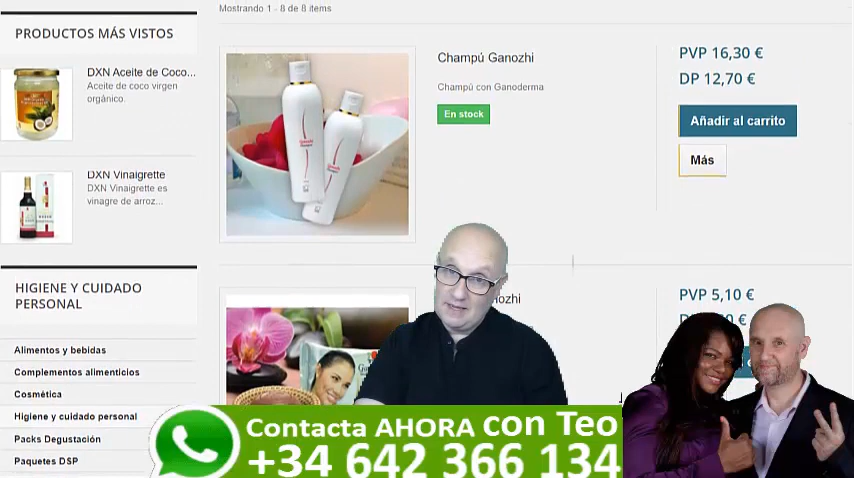 Mostrando 1 - 8 de 8 items
PRODUCTOS MÁS VISTOS
DXN Aceite de Coco...
Aceite de coco virgen
orgánico.
DXN Vinaigrette
DXN Vinaigrette es
vinagre de arroz...
HIGIENE Y CUIDADO
PERSONAL
Alimentos y bebidas
Complementos alimenticios
Cosmética
Higiene y cuidado personal
Packs Degustación
Paquetes DSP
Champú Ganozhi
Champú con Ganoderma
En stock
PVP 16,30 €
DP 12,70 €
Añadir al carrito
Más
PVP 5,10 €
Contacta AHORA con Teo
+34 642 366 134